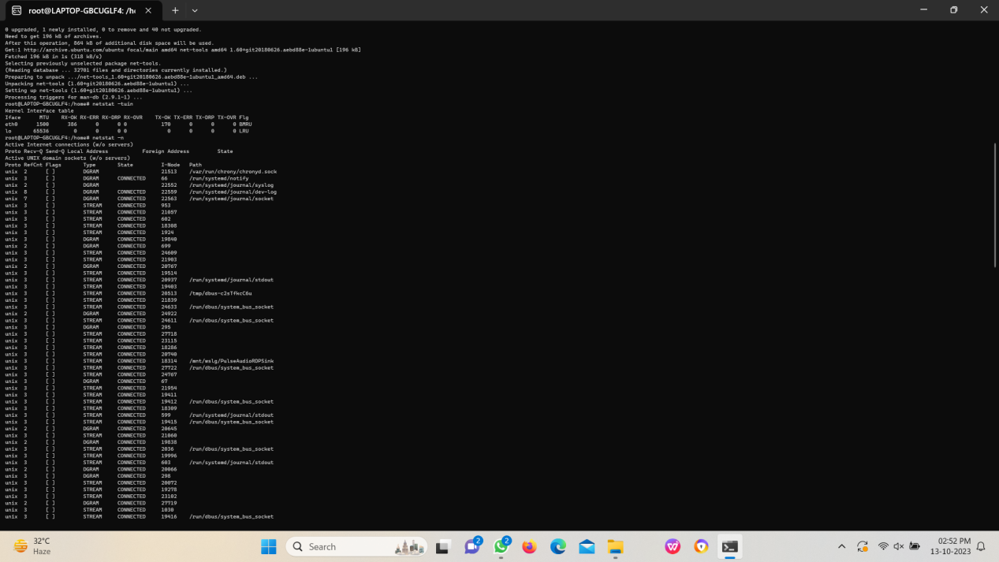 root@LAPTOP-GBCUGLF4: /h
0 upgraded, 1 newly installed, 0 to remove and 40 not upgraded.
Need to get 196 kB of archives.
After this operation, 864 kB of additional disk space will be used.
Get:1 http://archive.ubuntu.com/ubuntu focal/main amd64 net-tools amd64 1.60+git20180626.aebd88e-1ubuntu1 [196 kB]
Fetched 196 kB in 1s (318 kB/s)
Selecting previously unselected package net-tools.
(Reading database ... 32701 files and directories currently installed.)
Preparing to unpack .../net-tools_1.60+git20180626.aebd88e-1ubuntu1_amd64.deb ...
Unpacking net-tools (1.60+git20180626.aebd88e-1ubuntu1) ...
Setting up net-tools (1.60+git20180626.aebd88e-1ubuntu1) ...
Processing triggers for man-db (2.9.1-1) ...
root@LAPTOP-GBCUGLF4:/home# netstat -tuin
Kernel Interface table
Iface MTU RX-OK RX-ERR RX-DRP RX-OVR TX-OK TX-ERR TX-DRP TX-OVR Flg
eth0 1500 386 0 0 0 170 0 0 0 BMRU
lo 65536 0 0 0 0 0 0 0 0 LRU
root@LAPTOP-GBCUGLF4:/home# netstat -n
Active Internet connections (w/o servers)
Proto Recv-Q Send-Q Local Address Foreign Address State
Active UNIX domain sockets (w/o servers)
Proto RefCnt Flags Type State I-Node Path
unix 2 [ ] DGRAM 21513 /var/run/chrony/chronyd.sock
unix 3 [ ] DGRAM CONNECTED 66 /run/systemd/notify
unix 2 [ ] DGRAM 22552 /run/systemd/journal/syslog
unix 8 [ ] DGRAM CONNECTED 22559 /run/systemd/journal/dev-log
unix 7 [ ] DGRAM CONNECTED 22563 /run/systemd/journal/socket
unix 3 [ ] STREAM CONNECTED 953
unix 3 [ ] STREAM CONNECTED 21057
unix 3 [ ] STREAM CONNECTED 602
unix 3 [ ] STREAM CONNECTED 18308
unix 3 [ ] STREAM CONNECTED 1924
unix 3 [ ] DGRAM CONNECTED 19840
unix 2 [ ] DGRAM CONNECTED 699
unix 3 [ ] STREAM CONNECTED 24609
unix 3 [ ] STREAM CONNECTED 21903
unix 2 [ ] DGRAM CONNECTED 20767
unix 3 [ ] STREAM CONNECTED 19514
unix 3 [ ] STREAM CONNECTED 20937 /run/systemd/journal/stdout
unix 3 [ ] STREAM CONNECTED 19403
unix 3 [ ] STREAM CONNECTED 20513 /tmp/dbus-c2sTfkcC6u
unix 3 [ ] STREAM CONNECTED 21839
unix 3 [ ] STREAM CONNECTED 24633 /run/dbus/system_bus_socket
unix 2 [ ] DGRAM CONNECTED 24922
unix 3 [ ] STREAM CONNECTED 24611 /run/dbus/system_bus_socket
unix 3 [ ] DGRAM CONNECTED 295
unix 3 [ ] STREAM CONNECTED 27718
unix 3 [ ] STREAM CONNECTED 23115
unix 3 [ ] STREAM CONNECTED 18286
unix 3 [ ] STREAM CONNECTED 20740
unix 3 [ ] STREAM CONNECTED 18314 /mnt/wslg/PulseAudioRDPSink
unix 3 [ ] STREAM CONNECTED 27722 /run/dbus/system_bus_socket
unix 3 [ ] STREAM CONNECTED 24767
unix 3 [ ] DGRAM CONNECTED 67
unix 3 [ ] STREAM CONNECTED 21954
unix 3 [ ] STREAM CONNECTED 19411
unix 3 [ ] STREAM CONNECTED 19412 /run/dbus/system_bus_socket
unix 3 [ ] STREAM CONNECTED 18309
unix 3 [ ] STREAM CONNECTED 599 /run/systemd/journal/stdout
unix 3 [ ] STREAM CONNECTED 19415 /run/dbus/system_bus_socket
unix 2 [ ] DGRAM CONNECTED 20645
unix 3 [ ] STREAM CONNECTED 21060
unix 2 [ ] DGRAM CONNECTED 19838
unix 3 [ ] STREAM CONNECTED 2036 /run/dbus/system_bus_socket
unix 3 [ ] STREAM CONNECTED 19996
unix 3 [ ] STREAM CONNECTED 603 /run/systemd/journal/stdout
unix 2 [ ] DGRAM CONNECTED 20066
unix 3 [ ] DGRAM CONNECTED 298
unix 3 [ ] STREAM CONNECTED 20072
unix 3 [ ] STREAM CONNECTED 19278
unix 3 [ ] STREAM CONNECTED 23102
unix 2 [ ] DGRAM CONNECTED 27719
unix 3 [ ] STREAM CONNECTED 1030
unix 3 [ ] STREAM CONNECTED 19416 /run/dbus/system_bus_socket
32°C
Haze
Search
2
2
02:52 PM
13-10-2023